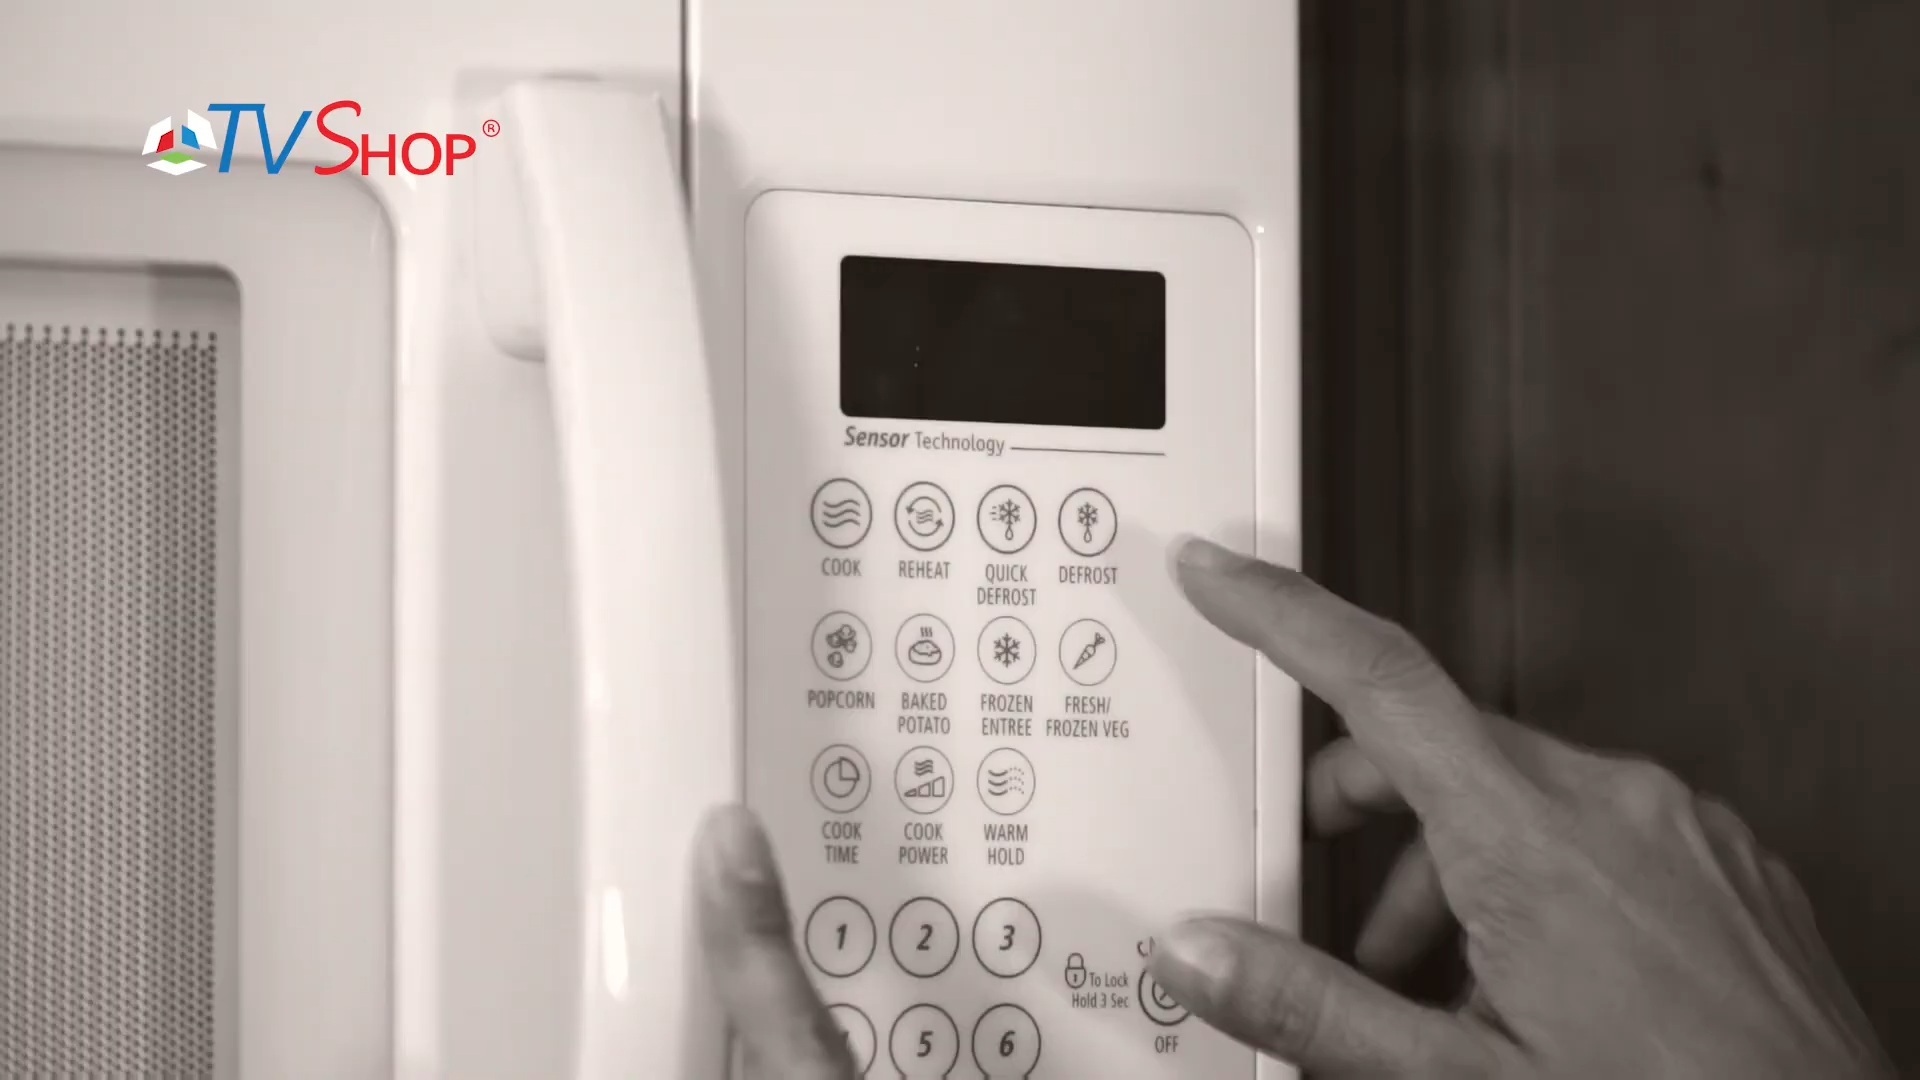 TVSHOP®
Sensor Technology
COOK
REHEAT
QUICK
DEFROST
DEFROST
POPCORN
BAKED
POTATO
FROZEN
ENTREE
FRESH/
FROZEN VEG
COOK
TIME
COOK
POWER
WARM
HOLD
1 2 3
To Lock
Hold 3 Sec
OFF
5 6